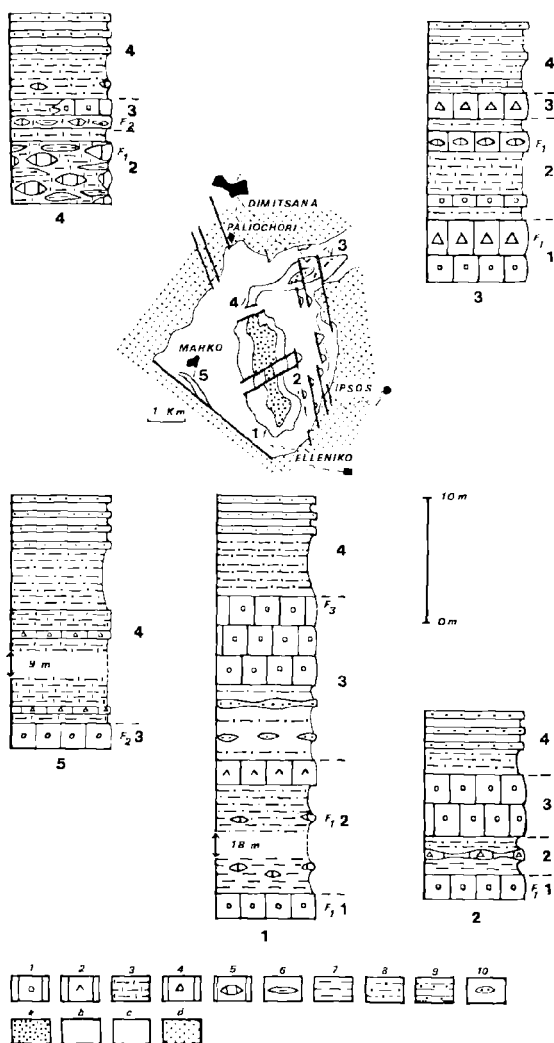 4
3
F2
F1
2
4
4
3
F1
2
F1
1
3
DIMITSANA
PALIOCHORI
3
4
MARKO
5
2
IPSOS
1 Km
1
ELLENIKO
4
9 m
F2 3
5
4
F3
3
F1 2
18 m
F1 1
1
10 m
0 m
4
3
2
F1 1
2
1 2 3 4 5 6 7 8 9 10
a b c d